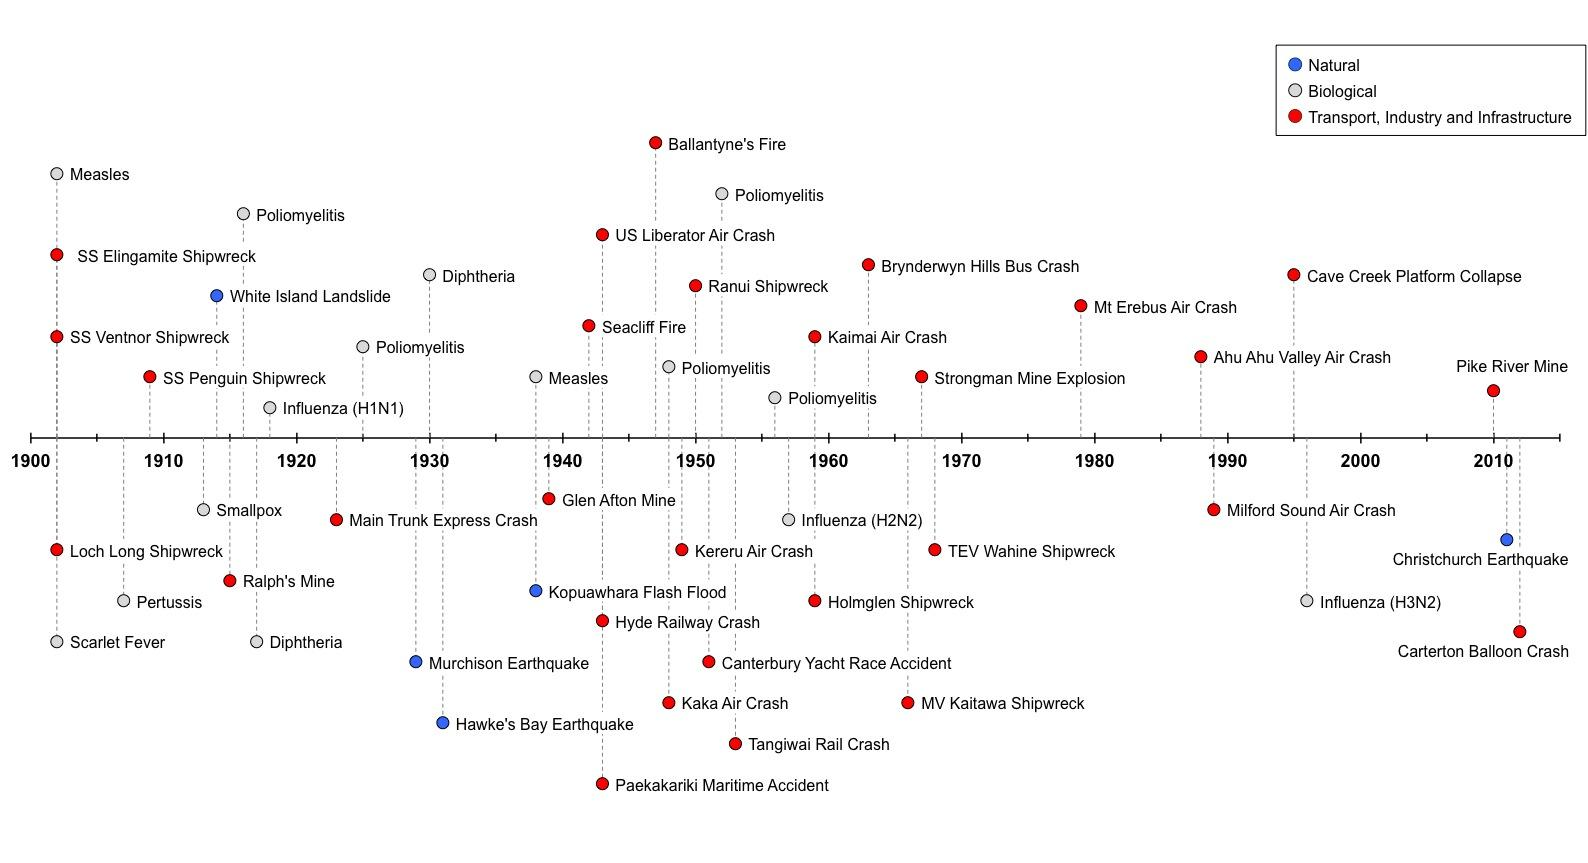 Natural
Biological
Transport, Industry and Infrastructure
Ballantyne's Fire
Measles
Poliomyelitis
Poliomyelitis
US Liberator Air Crash
SS Elingamite Shipwreck
Brynderwyn Hills Bus Crash
Diphtheria
Cave Creek Platform Collapse
Ranui Shipwreck
White Island Landslide
Mt Erebus Air Crash
Seacliff Fire
SS Ventnor Shipwreck
Kaimai Air Crash
Poliomyelitis
Ahu Ahu Valley Air Crash
Pike River Mine
Poliomyelitis
SS Penguin Shipwreck
Measles
Strongman Mine Explosion
Poliomyelitis
Influenza (H1N1)
1900 1910 1920 1930 1940 1950 1960 1970 1980 1990 2000 2010
Glen Afton Mine
Smallpox
Milford Sound Air Crash
Main Trunk Express Crash
Influenza (H2N2)
Loch Long Shipwreck
Kereru Air Crash
TEV Wahine Shipwreck
Christchurch Earthquake
Ralph's Mine
Kopuawhara Flash Flood
Pertussis
Holmglen Shipwreck
Influenza (H3N2)
Hyde Railway Crash
Scarlet Fever
Diphtheria
Carterton Balloon Crash
Murchison Earthquake
Canterbury Yacht Race Accident
Kaka Air Crash
MV Kaitawa Shipwreck
Hawke's Bay Earthquake
Tangiwai Rail Crash
Paekakariki Maritime Accident